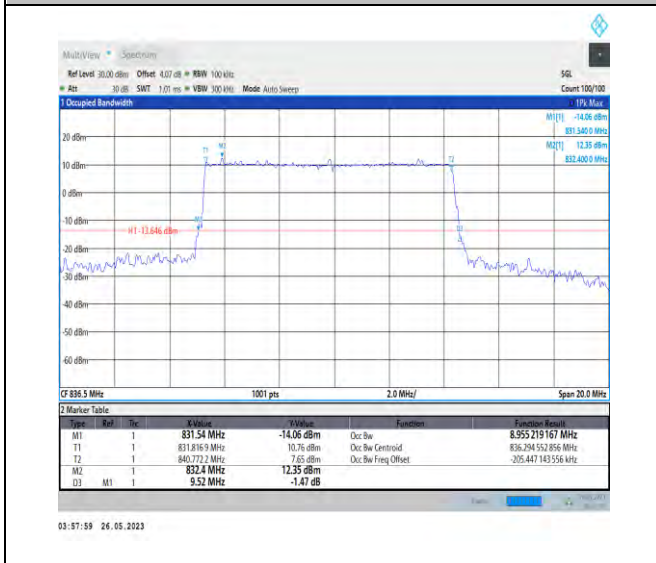 MultiView Spectrum
Ref Level 30.00 dBm Offset 4.07 dB RBW 100 kHz SGL
Att 30 dB SWT 1.01 ms VBW 300 kHz Mode Auto Sweep Count 100/100
1 Occupied Bandwidth 1Pk Max
M1[1] -14.06 dBm
831.540 0 MHz
M2[1] 12.35 dBm
832.400 0 MHz
20 dBm
T1 M2 T2
10 dBm
0 dBm
-10 dBm
M1
H1 -13.646 dBm
D3
-20 dBm
-30 dBm
-40 dBm
-50 dBm
-60 dBm
CF 836.5 MHz 1001 pts 2.0 MHz/ Span 20.0 MHz
2 Marker Table
Type Ref Trc X-Value Y-Value Function Function Result
M1 1 831.54 MHz -14.06 dBm Occ Bw 8.955 219 167 MHz
T1 1 831.816 9 MHz 10.76 dBm Occ Bw Centroid 836.294 552 856 MHz
T2 1 840.772 2 MHz 7.65 dBm Occ Bw Freq Offset -205.447 143 556 kHz
M2 1 832.4 MHz 12.35 dBm
D3 M1 1 9.52 MHz -1.47 dB
03:57:59 26.05.2023